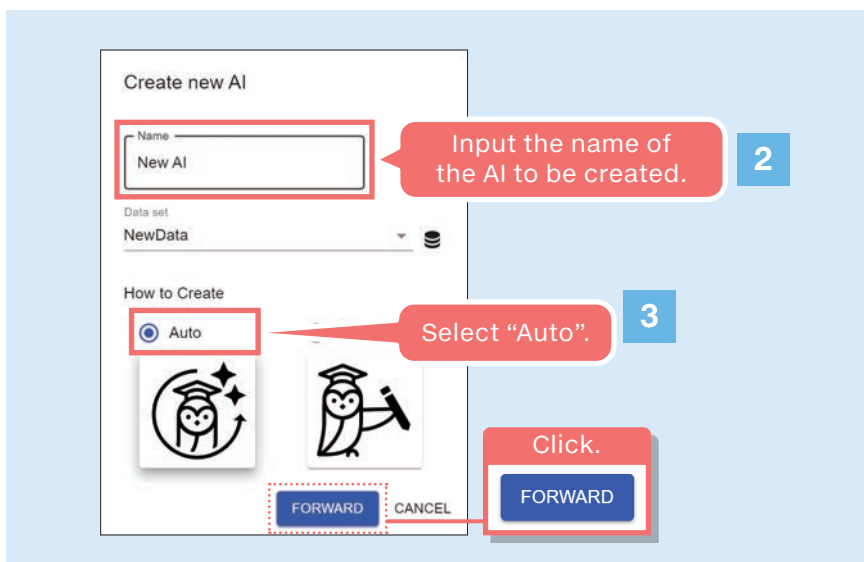 Create new AI
Name
New AI
Input the name of
the AI to be created.
2
Data set
NewData
How to Create
Auto
Select “Auto”.
3
Click.
FORWARD
CANCEL
FORWARD